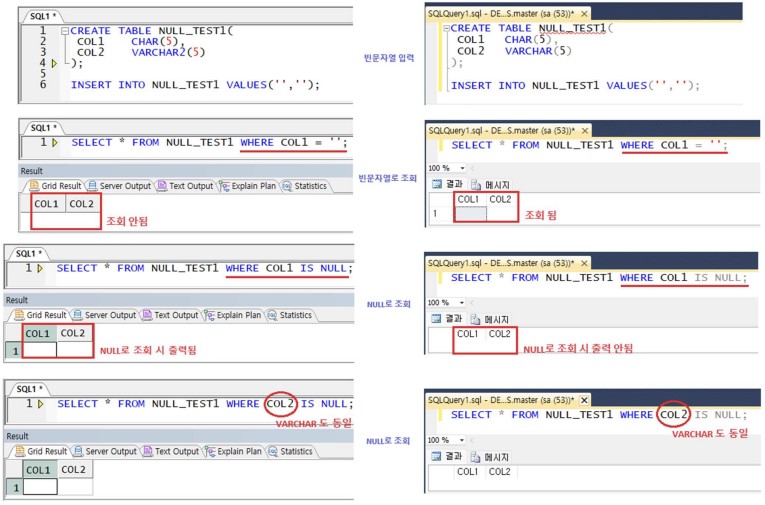 SQL1 *
1 CREATE TABLE NULL_TEST1(
2 COL1 CHAR(5),
3 COL2 VARCHAR2(5)
4 );
5
6 INSERT INTO NULL_TEST1 VALUES('','');
빈문자열 입력
SQLQuery1.sql - DE...S.master (sa (53))* ✕
CREATE TABLE NULL_TEST1(
COL1 CHAR(5),
COL2 VARCHAR(5)
);
INSERT INTO NULL_TEST1 VALUES('','');
SQL1 *
1 SELECT * FROM NULL_TEST1 WHERE COL1 = '';
Result
Grid Result Server Output Text Output Explain Plan Statistics
COL1 COL2
조회 안됨
빈문자열로 조회
SQLQuery1.sql - DE...S.master (sa (53))* ✕
SELECT * FROM NULL_TEST1 WHERE COL1 = '';
100 %
결과 메시지
COL1 COL2
1
조회 됨
SQL1 *
1 SELECT * FROM NULL_TEST1 WHERE COL1 IS NULL;
Result
Grid Result Server Output Text Output Explain Plan Statistics
COL1 COL2
1
NULL로 조회 시 출력됨
NULL로 조회
SQLQuery1.sql - DE...S.master (sa (53))* ✕
SELECT * FROM NULL_TEST1 WHERE COL1 IS NULL;
100 %
결과 메시지
COL1 COL2
NULL로 조회 시 출력 안됨
SQL1 *
1 SELECT * FROM NULL_TEST1 WHERE COL2 IS NULL;
VARCHAR 도 동일
Result
Grid Result Server Output Text Output Explain Plan Statistics
COL1 COL2
1
NULL로 조회
SQLQuery1.sql - DE...S.master (sa (53))* ✕
SELECT * FROM NULL_TEST1 WHERE COL2 IS NULL;
VARCHAR 도 동일
100 %
결과 메시지
COL1 COL2